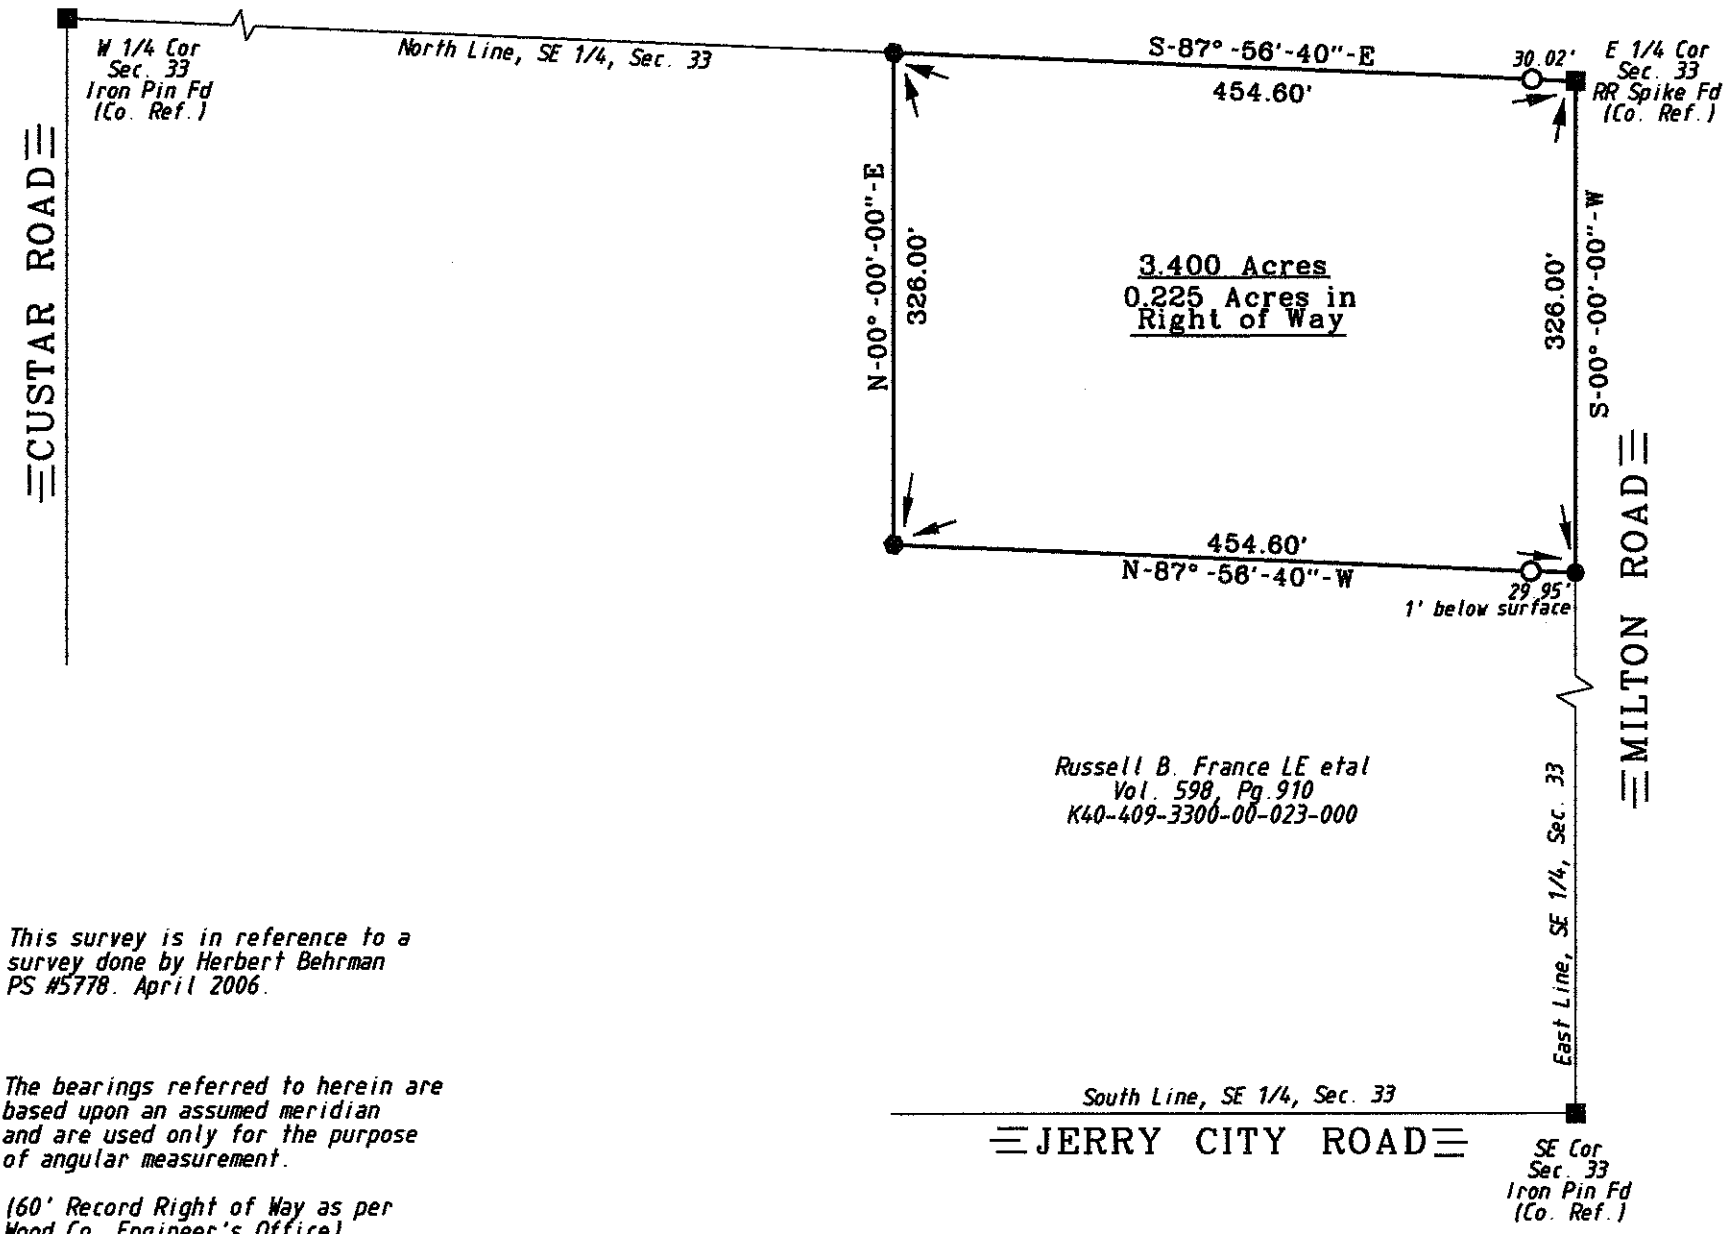 W 1/4 Cor
Sec. 33
Iron Pin Fd
(Co. Ref.)
North Line, SE 1/4, Sec. 33
S-87°-56'-40"-E
454.60'
30.02'
E 1/4 Cor
Sec. 33
RR Spike Fd
(Co. Ref.)
CUSTAR ROAD
N-00°-00'-00"-E
326.00'
3.400 Acres
0.225 Acres in
Right of Way
326.00'
S-00°-00'-00"-W
454.60'
N-87°-56'-40"-W
29.95'
1' below surface
MILTON ROAD
Russell B. France LE etal
Vol. 598, Pg.910
K40-409-3300-00-023-000
East Line, SE 1/4, Sec. 33
This survey is in reference to a
survey done by Herbert Behrman
PS #5778. April 2006.
The bearings referred to herein are
based upon an assumed meridian
and are used only for the purpose
of angular measurement.
(60' Record Right of Way as per
Wood Co. Engineer's Office)
South Line, SE 1/4, Sec. 33
JERRY CITY ROAD
SE Cor
Sec. 33
Iron Pin Fd
(Co. Ref.)